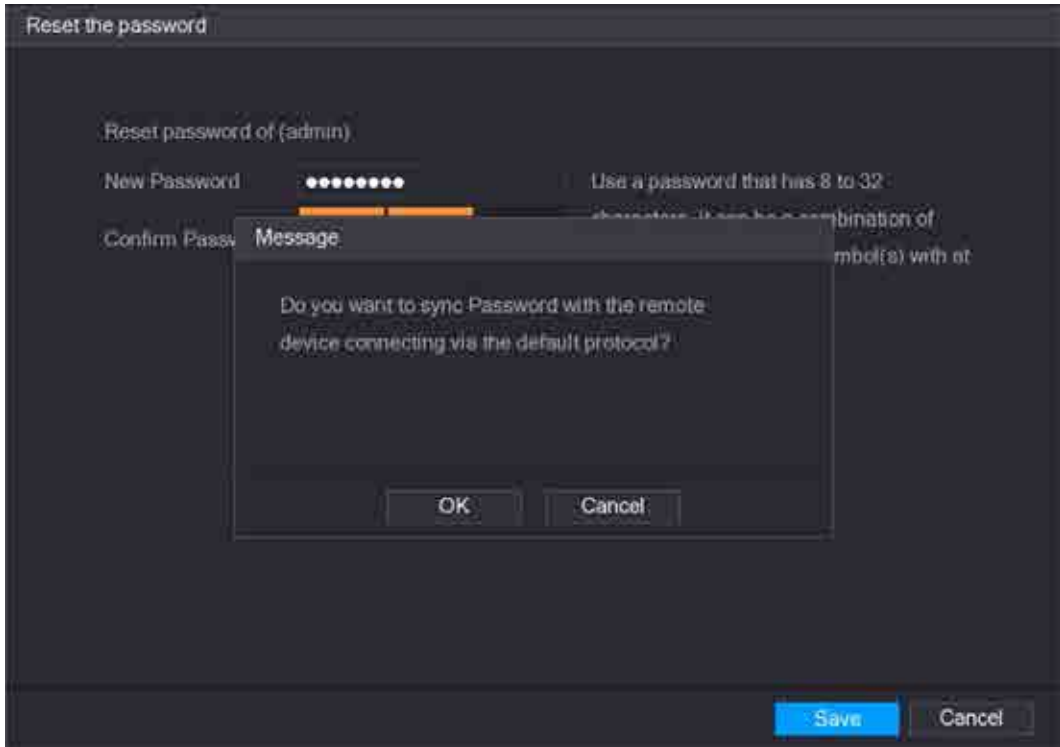 Reset the password
Reset password of (admin)
New Password ●●●●●●●● Use a password that has 8 to 32
bination of
Confirm Passw
mbol(s) with at
Message
Do you want to sync Password with the remote
device connecting via the default protocol?
OK Cancel
Save Cancel